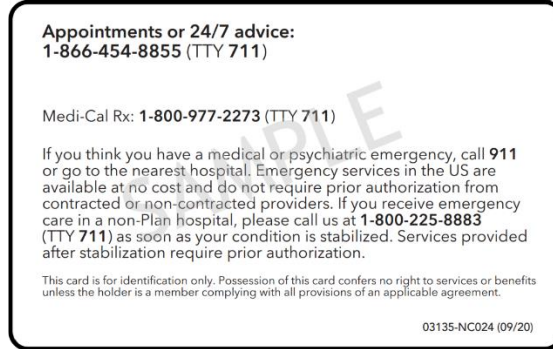 Appointments or 24/7 advice:
1-866-454-8855 (TTY 711)
Medi-Cal Rx: 1-800-977-2273 (TTY 711)
SAMPLE
If you think you have a medical or psychiatric emergency, call 911
or go to the nearest hospital. Emergency services in the US are
available at no cost and do not require prior authorization from
contracted or non-contracted providers. If you receive emergency
care in a non-Plan hospital, please call us at 1-800-225-8883
(TTY 711) as soon as your condition is stabilized. Services provided
after stabilization require prior authorization.
This card is for identification only. Possession of this card confers no right to services or benefits
unless the holder is a member complying with all provisions of an applicable agreement.
03135-NC024 (09/20)